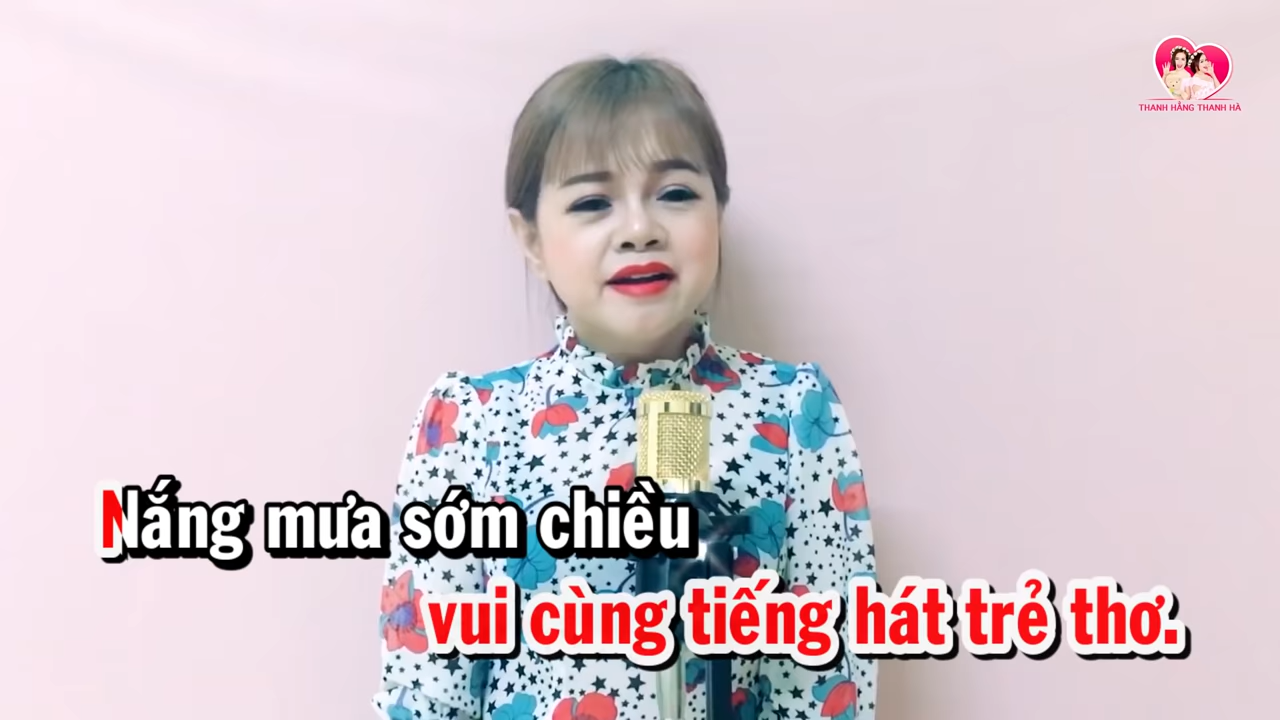 THANH HẰNG THANH HÀ
Nắng mưa sớm chiều
vui cùng tiếng hát trẻ thơ.